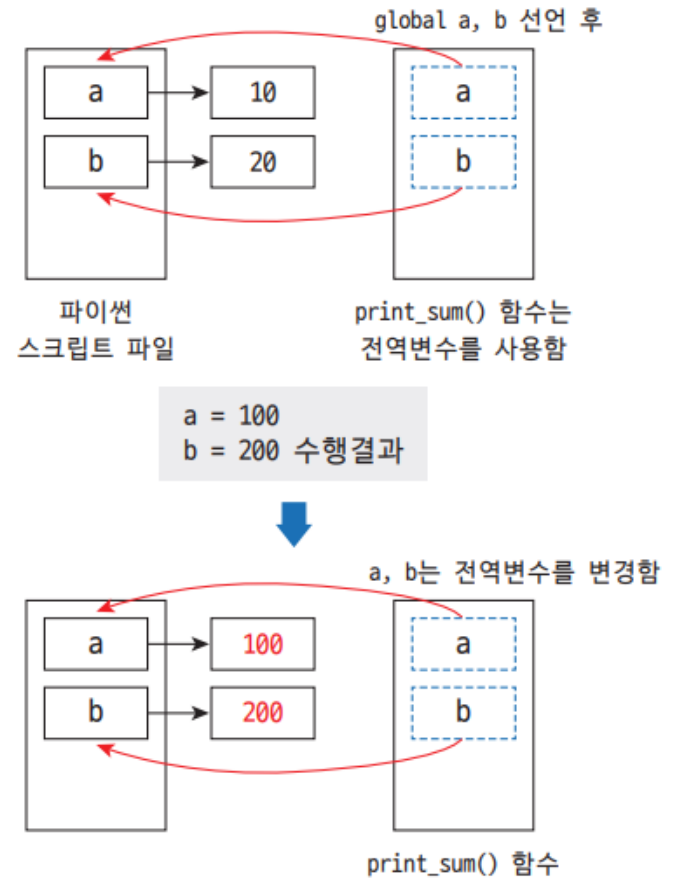 global a, b 선언 후
a
10
a
b
20
b
파이썬
스크립트 파일
print_sum() 함수는
전역변수를 사용함
a = 100
b = 200 수행결과
a, b는 전역변수를 변경함
a
100
a
b
200
b
print_sum() 함수